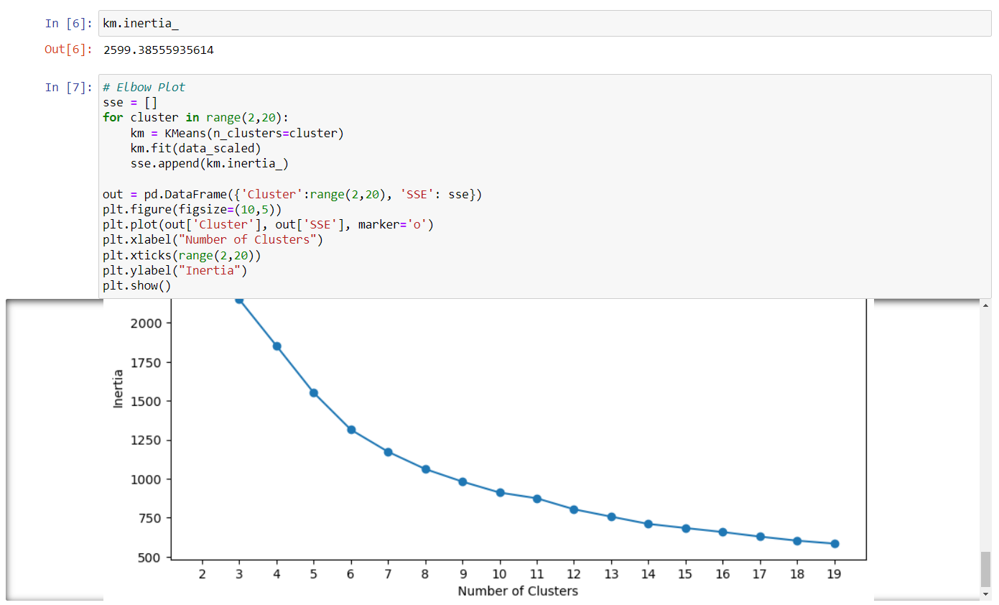 In [6]: km.inertia_
Out[6]: 2599.38555935614
In [7]: # Elbow Plot
sse = []
for cluster in range(2,20):
    km = KMeans(n_clusters=cluster)
    km.fit(data_scaled)
    sse.append(km.inertia_)
out = pd.DataFrame({'Cluster':range(2,20), 'SSE': sse})
plt.figure(figsize=(10,5))
plt.plot(out['Cluster'], out['SSE'], marker='o')
plt.xlabel("Number of Clusters")
plt.xticks(range(2,20))
plt.ylabel("Inertia")
plt.show()
2000
1750
1500
1250
1000
750
500
Inertia
2 3 4 5 6 7 8 9 10 11 12 13 14 15 16 17 18 19
Number of Clusters